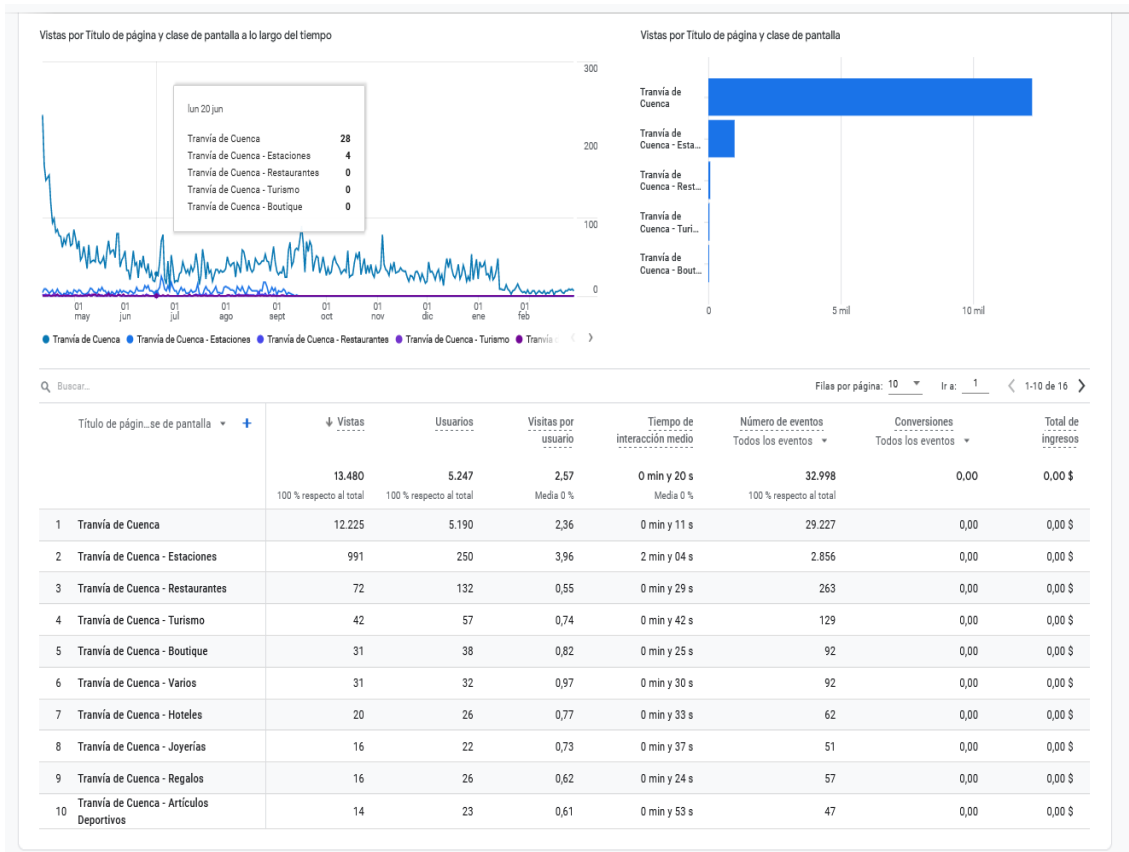 Vistas por Título de página y clase de pantalla a lo largo del tiempo
300
200
100
0
lun 20 jun
Tranvía de Cuenca 28
Tranvía de Cuenca - Estaciones 4
Tranvía de Cuenca - Restaurantes 0
Tranvía de Cuenca - Turismo 0
Tranvía de Cuenca - Boutique 0
01 may
01 jun
01 jul
01 ago
01 sept
01 oct
01 nov
01 dic
01 ene
01 feb
Tranvía de Cuenca Tranvía de Cuenca - Estaciones Tranvía de Cuenca - Restaurantes Tranvía de Cuenca - Turismo Tranvía
Vistas por Título de página y clase de pantalla
Tranvía de
Cuenca
Tranvía de
Cuenca - Esta...
Tranvía de
Cuenca - Rest...
Tranvía de
Cuenca - Turi...
Tranvía de
Cuenca - Bout...
0 5 mil 10 mil
Buscar... Filas por página: 10 Ir a: 1 1-10 de 16
Título de págin...se de pantalla + Vistas Usuarios Visitas por usuario Tiempo de interacción medio Número de eventos Todos los eventos Conversiones Todos los eventos Total de ingresos
13.480 5.247 2,57 0 min y 20 s 32.998 0,00 0,00 $
100 % respecto al total 100 % respecto al total Media 0 % Media 0 % 100 % respecto al total
1 Tranvía de Cuenca 12.225 5.190 2,36 0 min y 11 s 29.227 0,00 0,00 $
2 Tranvía de Cuenca - Estaciones 991 250 3,96 2 min y 04 s 2.856 0,00 0,00 $
3 Tranvía de Cuenca - Restaurantes 72 132 0,55 0 min y 29 s 263 0,00 0,00 $
4 Tranvía de Cuenca - Turismo 42 57 0,74 0 min y 42 s 129 0,00 0,00 $
5 Tranvía de Cuenca - Boutique 31 38 0,82 0 min y 25 s 92 0,00 0,00 $
6 Tranvía de Cuenca - Varios 31 32 0,97 0 min y 30 s 92 0,00 0,00 $
7 Tranvía de Cuenca - Hoteles 20 26 0,77 0 min y 33 s 62 0,00 0,00 $
8 Tranvía de Cuenca - Joyerías 16 22 0,73 0 min y 37 s 51 0,00 0,00 $
9 Tranvía de Cuenca - Regalos 16 26 0,62 0 min y 24 s 57 0,00 0,00 $
10 Tranvía de Cuenca - Artículos Deportivos 14 23 0,61 0 min y 53 s 47 0,00 0,00 $